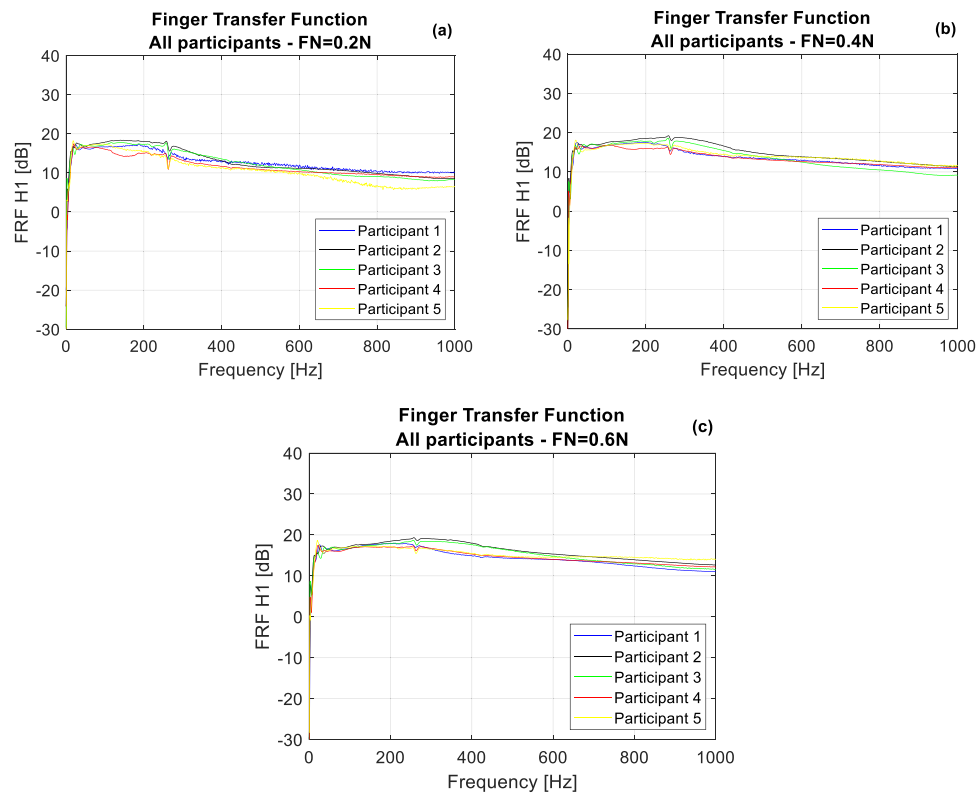 Finger Transfer Function
All participants - FN=0.2N
(a)
40
30
20
10
0
-10
-20
-30
FRF H1 [dB]
Participant 1
Participant 2
Participant 3
Participant 4
Participant 5
0 200 400 600 800 1000
Frequency [Hz]
Finger Transfer Function
All participants - FN=0.4N
(b)
40
30
20
10
0
-10
-20
-30
FRF H1 [dB]
Participant 1
Participant 2
Participant 3
Participant 4
Participant 5
0 200 400 600 800 1000
Frequency [Hz]
Finger Transfer Function
All participants - FN=0.6N
(c)
40
30
20
10
0
-10
-20
-30
FRF H1 [dB]
Participant 1
Participant 2
Participant 3
Participant 4
Participant 5
0 200 400 600 800 1000
Frequency [Hz]